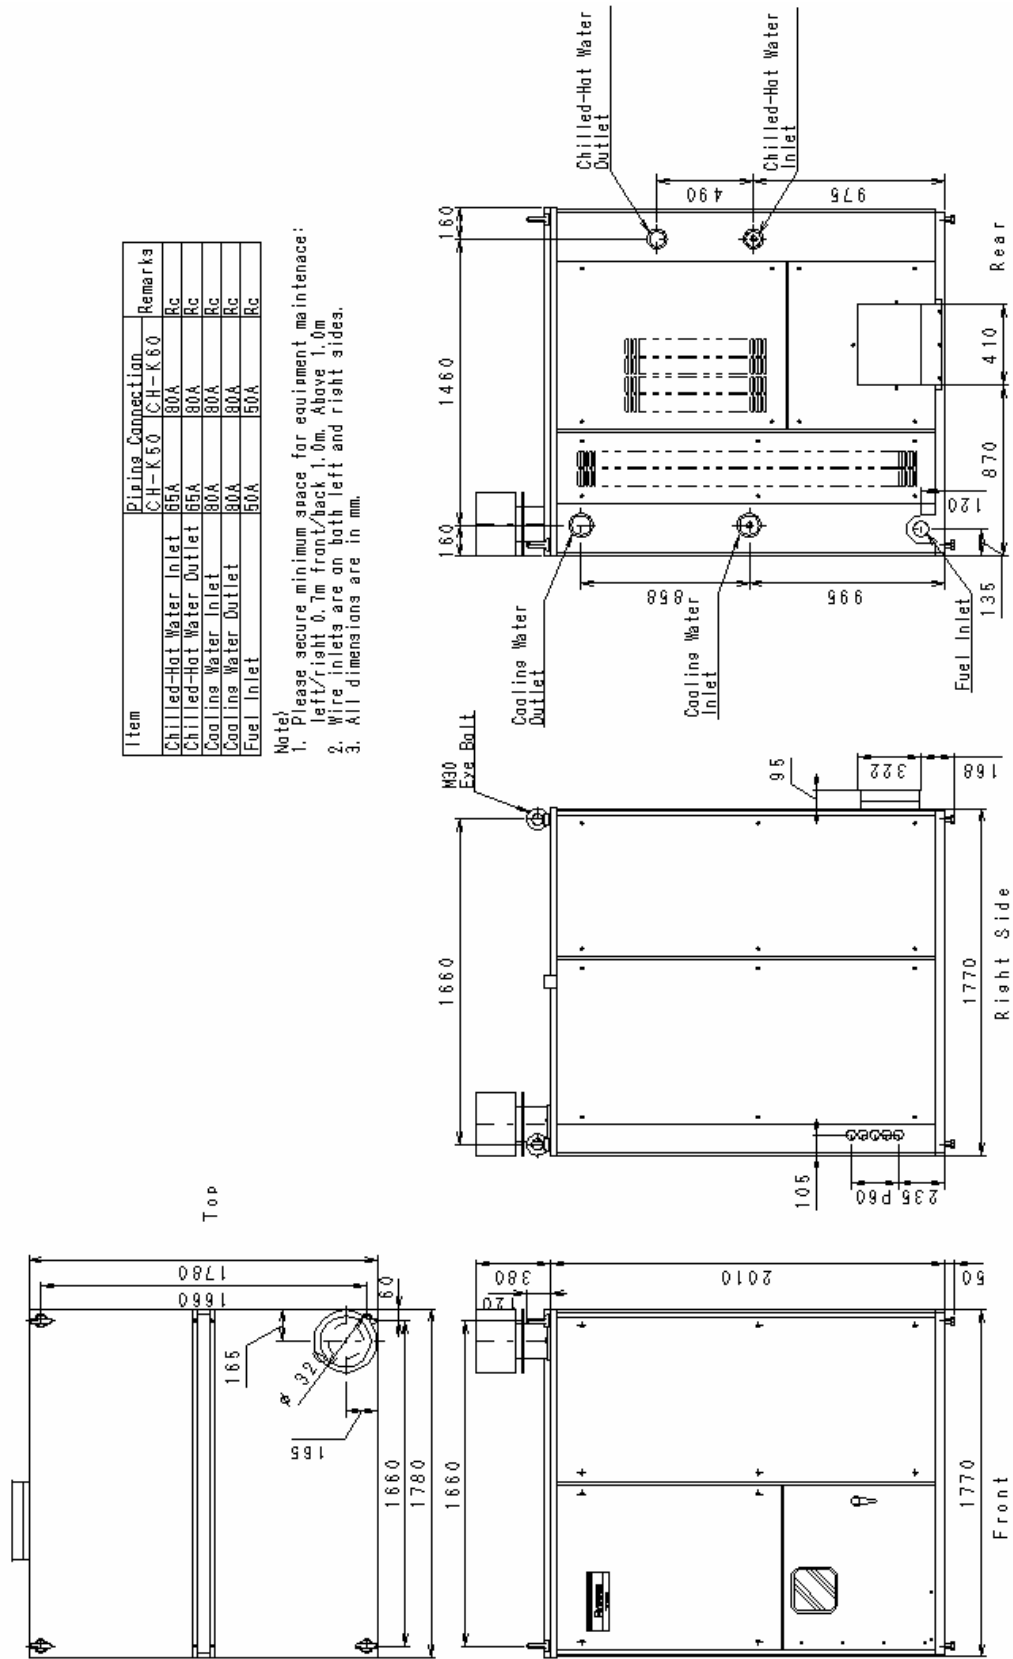 Item Piping Connection Remarks
CH-K50 CH-K60
Chilled-Hot Water Inlet 65A 80A Rc
Chilled-Hot Water Outlet 65A 80A Rc
Cooling Water Inlet 80A 80A Rc
Cooling Water Outlet 80A 80A Rc
Fuel Inlet 50A 50A Rc
Note)
1. Please secure minimum space for equipment maintenace:
left/right 0.7m front/back 1.0m. Above 1.0m
2. Wire inlets are on both left and right sides.
3. All dimensions are in mm.
Top
1780
1660
60
165
165
1660
1780
1660
380
120
2010
50
1770
Front
1660
M30
Eye Bolt
95
322
168
105
P60
235
1770
Right Side
160
1460
160
Chilled-Hot Water
Outlet
Chilled-Hot Water
Inlet
490
975
Cooling Water
Outlet
Cooling Water
Inlet
858
995
Fuel Inlet
135
120
870
410
Rear